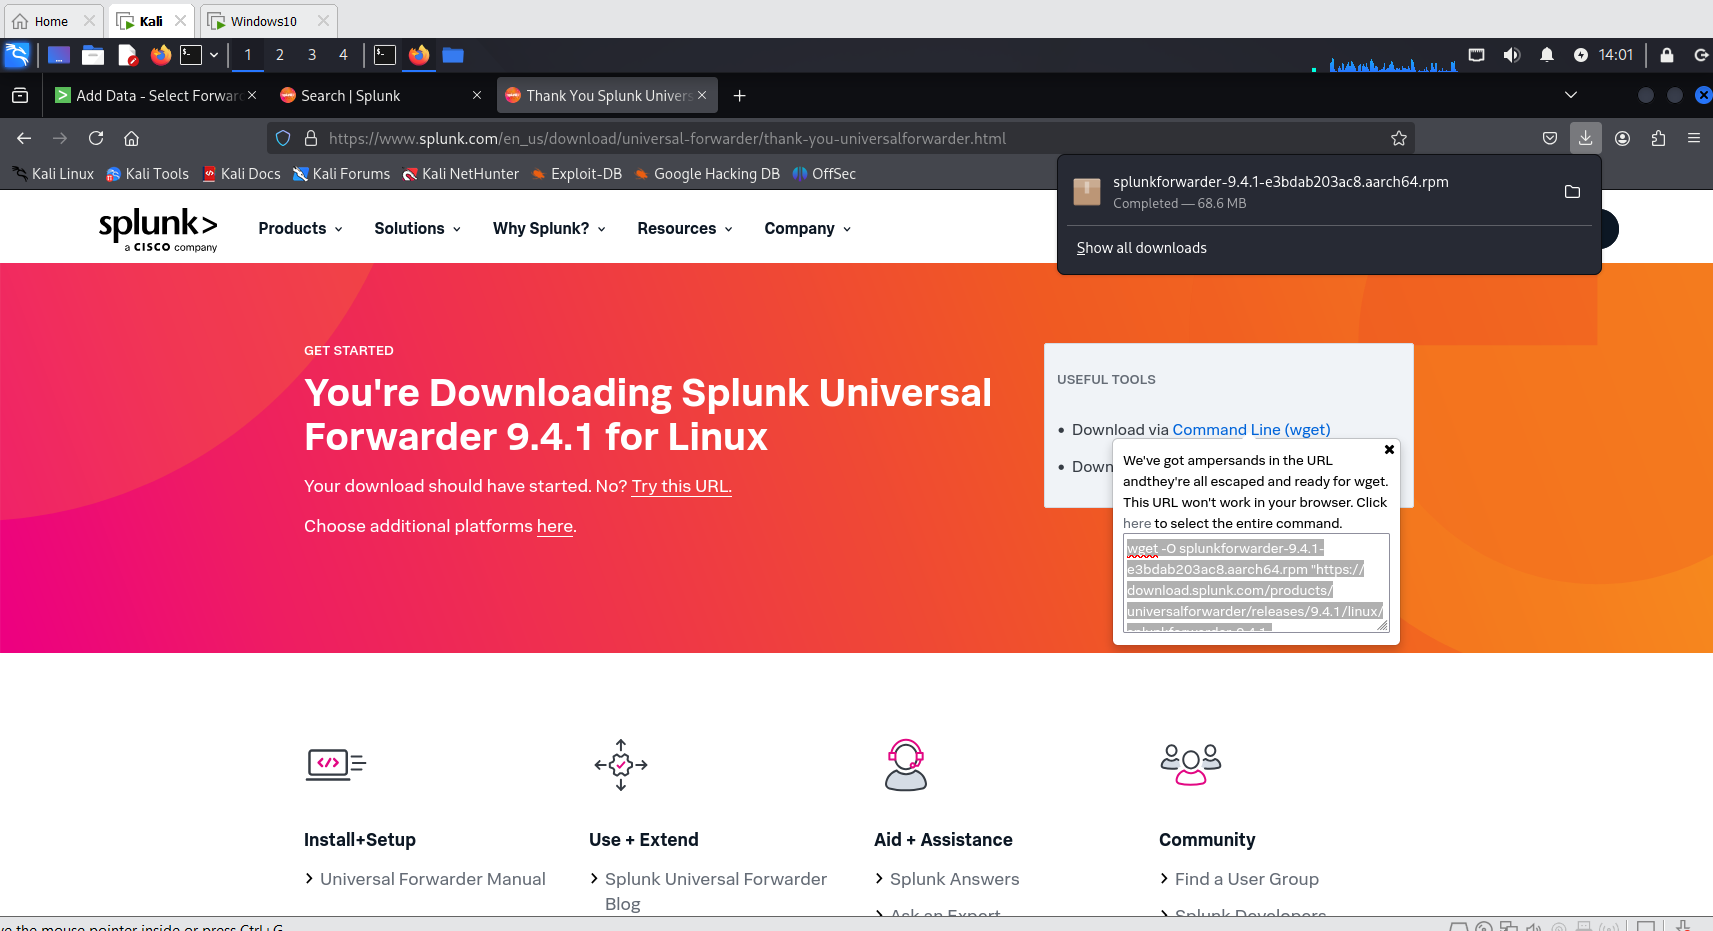 Home
Kali
Windows10
1 2 3 4
14:01
Add Data - Select Forwar
Search | Splunk
Thank You Splunk Univers
https://www.splunk.com/en_us/download/universal-forwarder/thank-you-universalforwarder.html
Kali Linux
Kali Tools
Kali Docs
Kali Forums
Kali NetHunter
Exploit-DB
Google Hacking DB
OffSec
splunkforwarder-9.4.1-e3bdab203ac8.aarch64.rpm
Completed — 68.6 MB
Show all downloads
splunk>
a CISCO company
Products
Solutions
Why Splunk?
Resources
Company
GET STARTED
You're Downloading Splunk Universal
Forwarder 9.4.1 for Linux
Your download should have started. No? Try this URL.
Choose additional platforms here.
USEFUL TOOLS
• Download via Command Line (wget)
• Down
We've got ampersands in the URL
andthey're all escaped and ready for wget.
This URL won't work in your browser. Click
here to select the entire command.
wget -O splunkforwarder-9.4.1-
e3bdab203ac8.aarch64.rpm "https://
download.splunk.com/products/
universalforwarder/releases/9.4.1/linux/
splunkforwarder-9.4.1-
Install+Setup
Universal Forwarder Manual
Use + Extend
Splunk Universal Forwarder
Blog
Aid + Assistance
Splunk Answers
Ask an Expert
Community
Find a User Group
Splunk Developers
ve the mouse pointer inside or press Ctrl+G